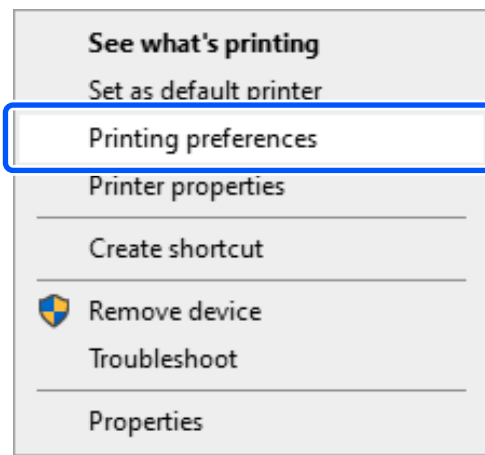 See what's printing
Set as default printer
Printing preferences
Printer properties
Create shortcut
Remove device
Troubleshoot
Properties